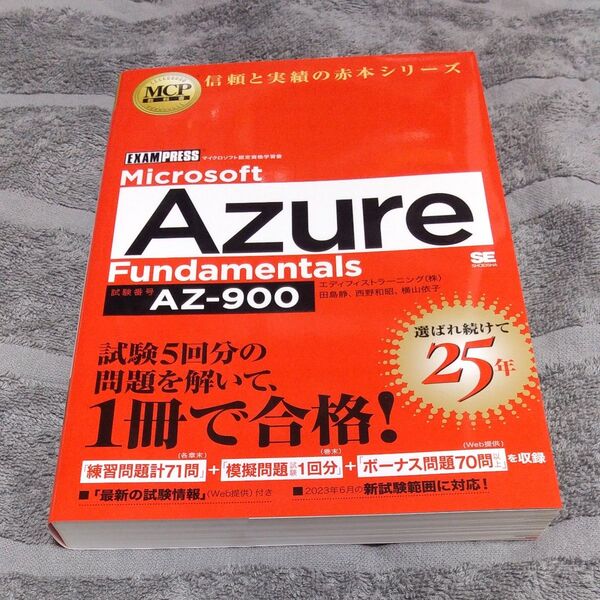 MCP
教科書
信頼と実績の赤本シリーズ
EXAMPRESS マイクロソフト認定資格学習書
Microsoft
Azure
Fundamentals
試験番号 AZ-900
エディフィストラーニング(株)
田島静、西野和昭、横山依子
SE
SHOEISHA
選ばれ続けて
25年
試験5回分の
問題を解いて、
1冊で合格!
(各章末) (巻末) (Web提供)
「練習問題計71問」+「模擬問題試験1回分」+「ボーナス問題70問以上」を収録
■「最新の試験情報」(Web提供)付き ■2023年6月の新試験範囲に対応!